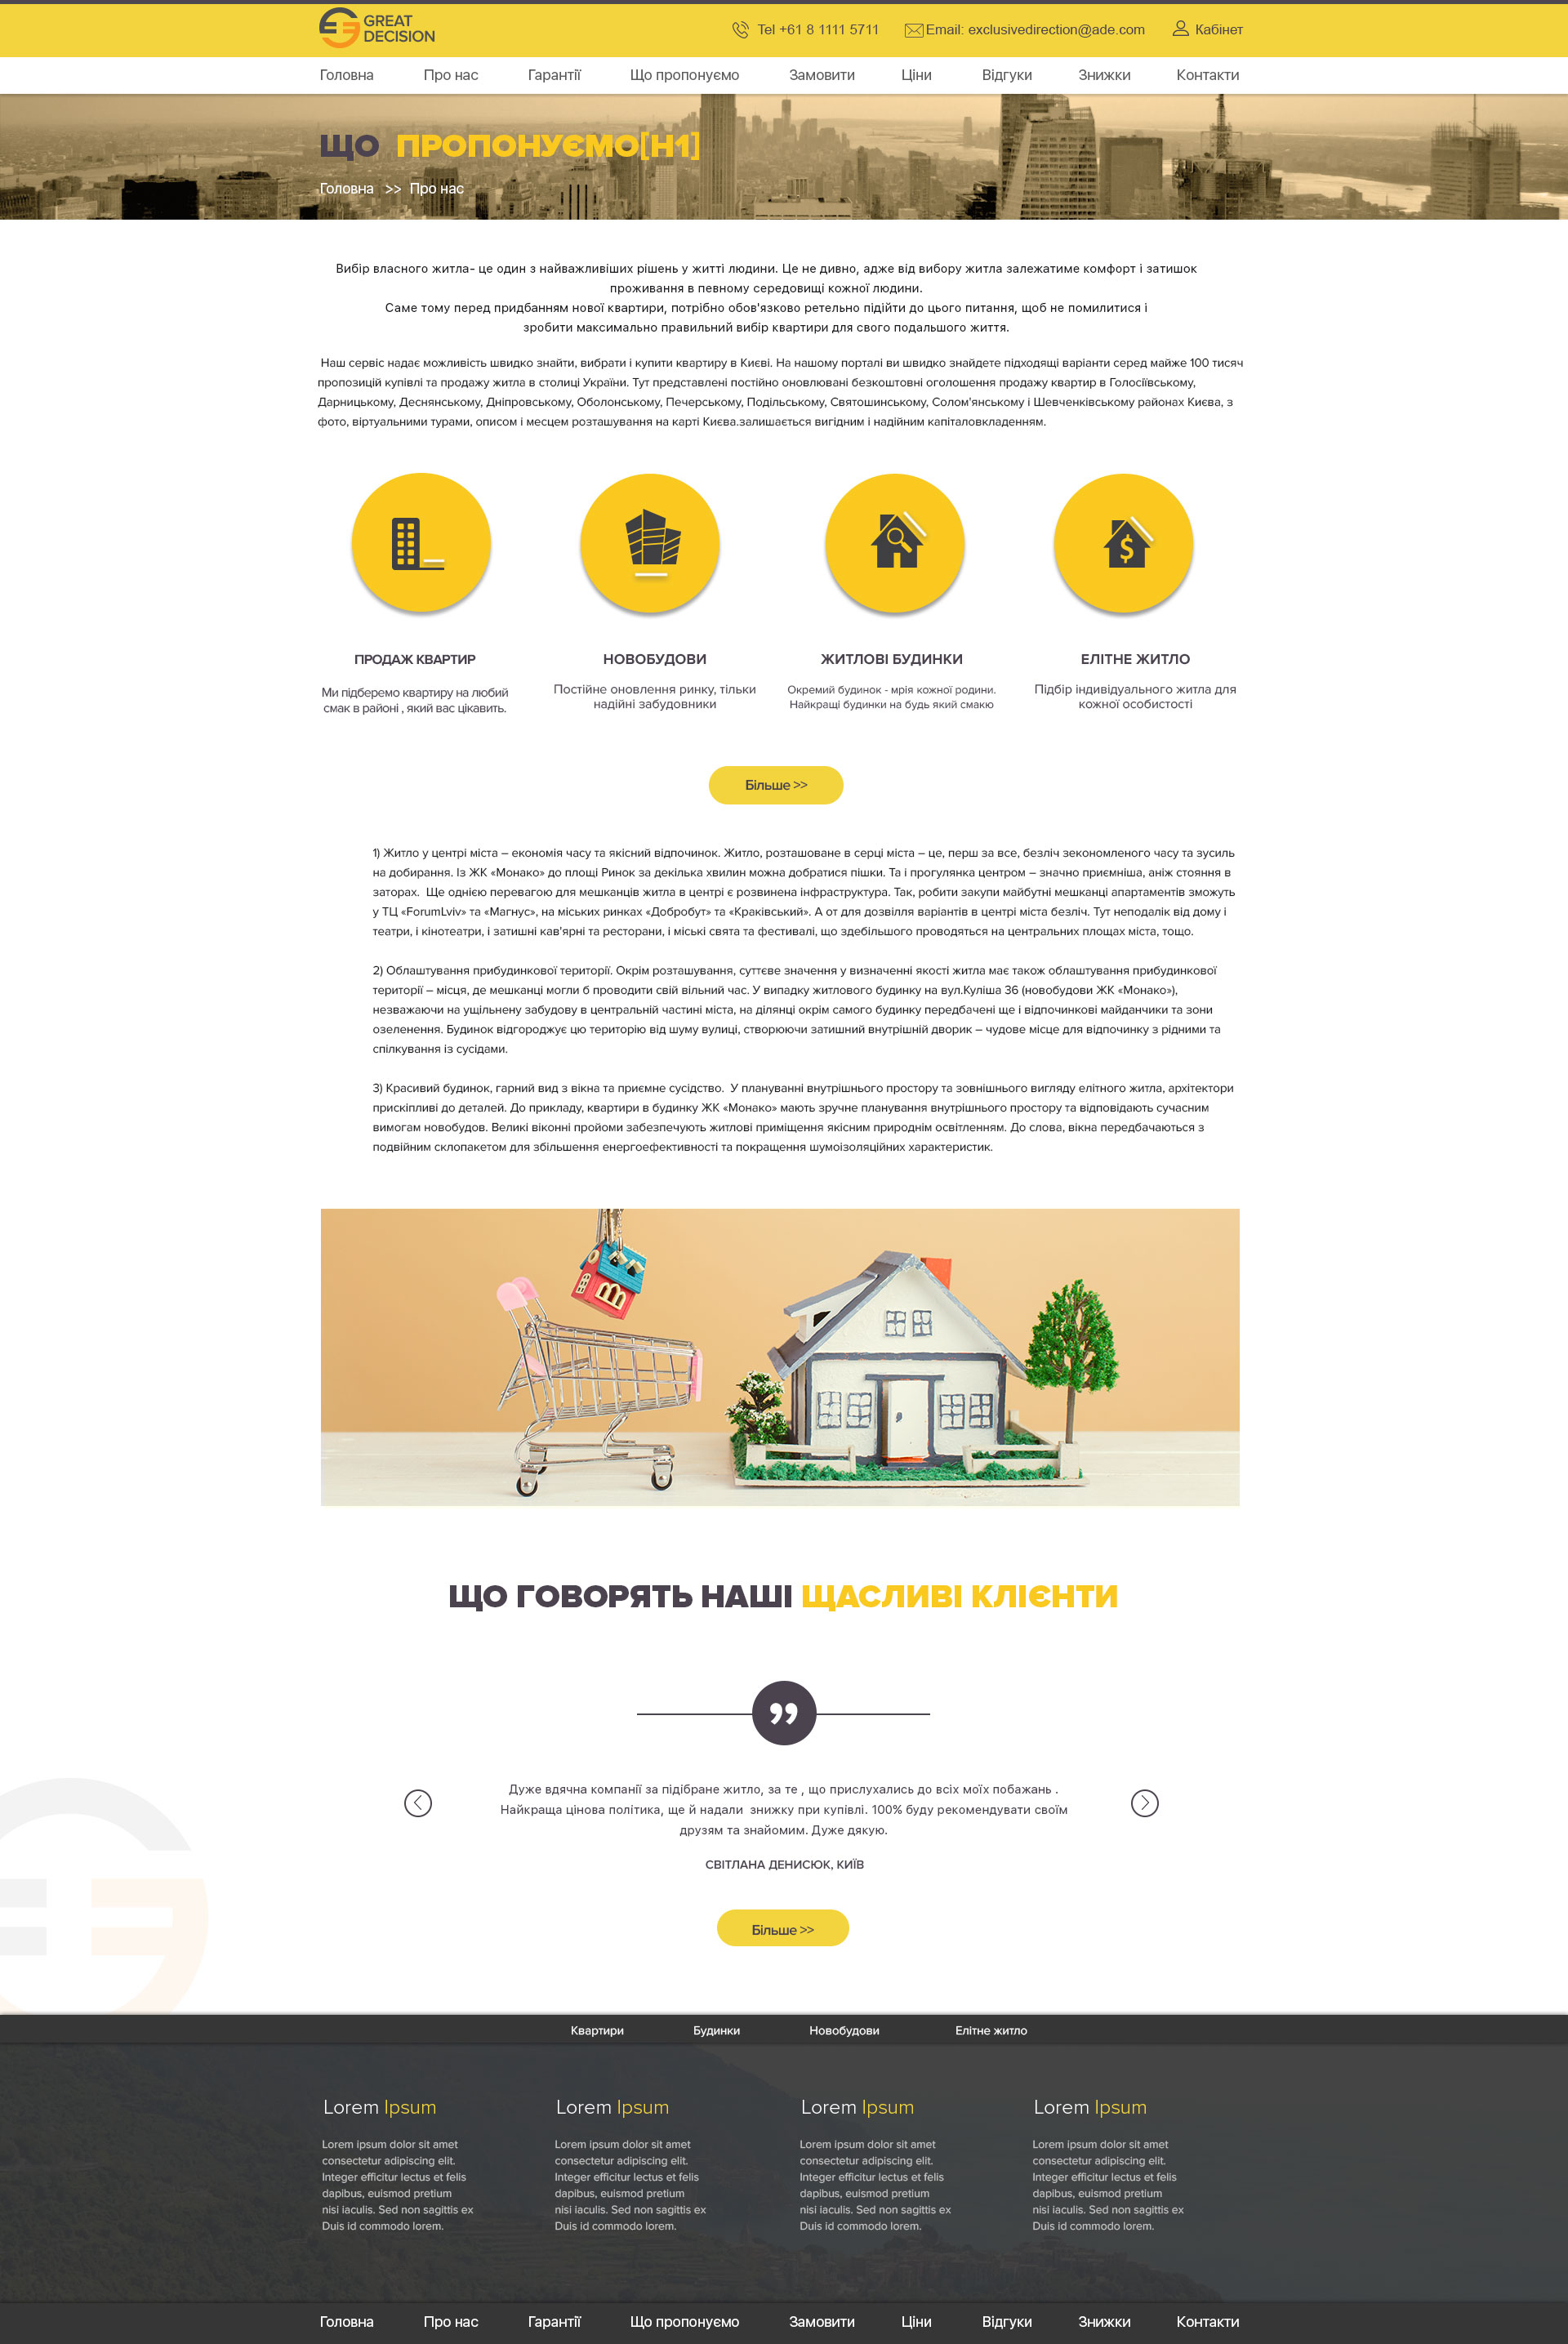 GREAT
DECISION
Tel +61 8 1111 5711
Email: exclusivedirection@ade.com
Кабінет
Головна Про нас Гарантії Що пропонуємо Замовити Ціни Відгуки Знижки Контакти
ЩО ПРОПОНУЄМО[H1]
Головна >> Про нас
Вибір власного житла- це один з найважливіших рішень у житті людини. Це не дивно, адже від вибору житла залежатиме комфорт і затишок
проживання в певному середовищі кожної людини.
Саме тому перед придбанням нової квартири, потрібно обов'язково ретельно підійти до цього питання, щоб не помилитися і
зробити максимально правильний вибір квартири для свого подальшого життя.
Наш сервіс надає можливість швидко знайти, вибрати і купити квартиру в Києві. На нашому порталі ви швидко знайдете підходящі варіанти серед майже 100 тисяч
пропозицій купівлі та продажу житла в столиці України. Тут представлені постійно оновлювані безкоштовні оголошення продажу квартир в Голосіївському,
Дарницькому, Деснянському, Дніпровському, Оболонському, Печерському, Подільському, Святошинському, Солом'янському і Шевченківському районах Києва, з
фото, віртуальними турами, описом і месцем розташування на карті Києва.залишається вигідним і надійним капіталовкладенням.
ПРОДАЖ КВАРТИР
Ми підберемо квартиру на любий
смак в районі , який вас цікавить.
НОВОБУДОВИ
Постійне оновлення ринку, тільки
надійні забудовники
ЖИТЛОВІ БУДИНКИ
Окремий будинок - мрія кожної родини.
Найкращі будинки на будь який смакю
ЕЛІТНЕ ЖИТЛО
Підбір індивідуального житла для
кожної особистості
Більше >>
1) Житло у центрі міста – економія часу та якісний відпочинок. Житло, розташоване в серці міста – це, перш за все, безліч зекономленого часу та зусиль
на добирання. Із ЖК «Монако» до площі Ринок за декілька хвилин можна добратися пішки. Та і прогулянка центром – значно приємніша, аніж стояння в
заторах. Ще однією перевагою для мешканців житла в центрі є розвинена інфраструктура. Так, робити закупи майбутні мешканці апартаментів зможуть
у ТЦ «ForumLviv» та «Магнус», на міських ринках «Добробут» та «Краківський». А от для дозвілля варіантів в центрі міста безліч. Тут неподалік від дому і
театри, і кінотеатри, і затишні кав'ярні та ресторани, і міські свята та фестивалі, що здебільшого проводяться на центральних площах міста, тощо.
2) Облаштування прибудинкової території. Окрім розташування, суттєве значення у визначенні якості житла має також облаштування прибудинкової
території – місця, де мешканці могли б проводити свій вільний час. У випадку житлового будинку на вул.Куліша 36 (новобудови ЖК «Монако»),
незважаючи на ущільнену забудову в центральній частині міста, на ділянці окрім самого будинку передбачені ще і відпочинкові майданчики та зони
озеленення. Будинок відгороджує цю територію від шуму вулиці, створюючи затишний внутрішній дворик – чудове місце для відпочинку з рідними та
спілкування із сусідами.
3) Красивий будинок, гарний вид з вікна та приємне сусідство. У плануванні внутрішнього простору та зовнішнього вигляду елітного житла, архітектори
прискіпливі до деталей. До прикладу, квартири в будинку ЖК «Монако» мають зручне планування внутрішнього простору та відповідають сучасним
вимогам новобудов. Великі віконні пройоми забезпечують житлові приміщення якісним природнім освітленням. До слова, вікна передбачаються з
подвійним склопакетом для збільшення енергоефективності та покращення шумоізоляційних характеристик.
ЩО ГОВОРЯТЬ НАШІ ЩАСЛИВІ КЛІЄНТИ
Дуже вдячна компанії за підібране житло, за те , що прислухались до всіх моїх побажань .
Найкраща цінова політика, ще й надали знижку при купівлі. 100% буду рекомендувати своїм
друзям та знайомим. Дуже дякую.
СВІТЛАНА ДЕНИСЮК, КИЇВ
Більше >>
Квартири Будинки Новобудови Елітне житло
Lorem Ipsum
Lorem ipsum dolor sit amet
consectetur adipiscing elit.
Integer efficitur lectus et felis
dapibus, euismod pretium
nisi iaculis. Sed non sagittis ex
Duis id commodo lorem.
Lorem Ipsum
Lorem ipsum dolor sit amet
consectetur adipiscing elit.
Integer efficitur lectus et felis
dapibus, euismod pretium
nisi iaculis. Sed non sagittis ex
Duis id commodo lorem.
Lorem Ipsum
Lorem ipsum dolor sit amet
consectetur adipiscing elit.
Integer efficitur lectus et felis
dapibus, euismod pretium
nisi iaculis. Sed non sagittis ex
Duis id commodo lorem.
Lorem Ipsum
Lorem ipsum dolor sit amet
consectetur adipiscing elit.
Integer efficitur lectus et felis
dapibus, euismod pretium
nisi iaculis. Sed non sagittis ex
Duis id commodo lorem.
Головна Про нас Гарантії Що пропонуємо Замовити Ціни Відгуки Знижки Контакти